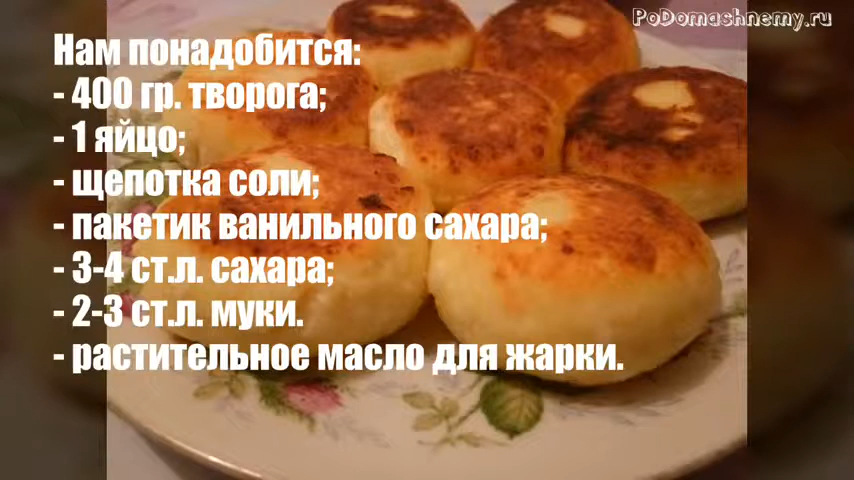 PoDomashnemy.ru
Нам понадобится:
- 400 гр. творога;
- 1 яйцо;
- щепотка соли;
- пакетик ванильного сахара;
- 3-4 ст.л. сахара;
- 2-3 ст.л. муки.
- растительное масло для жарки.